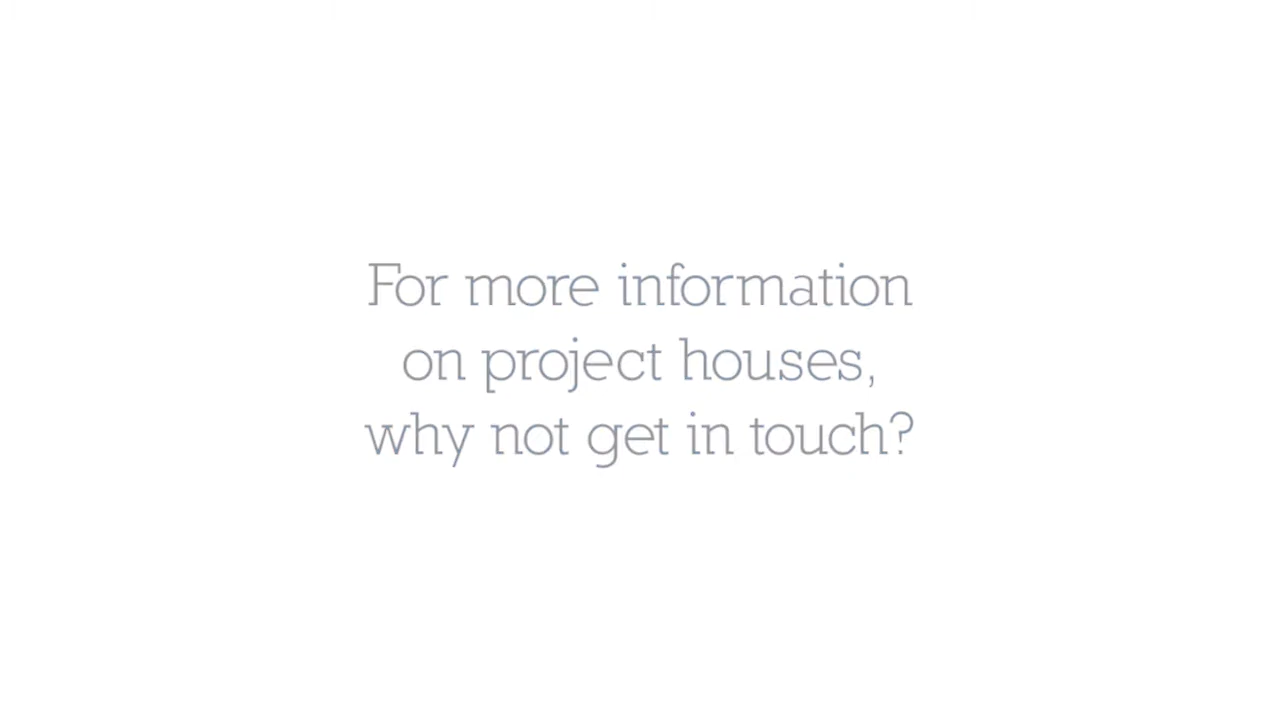 For more information
on project houses,
why not get in touch?